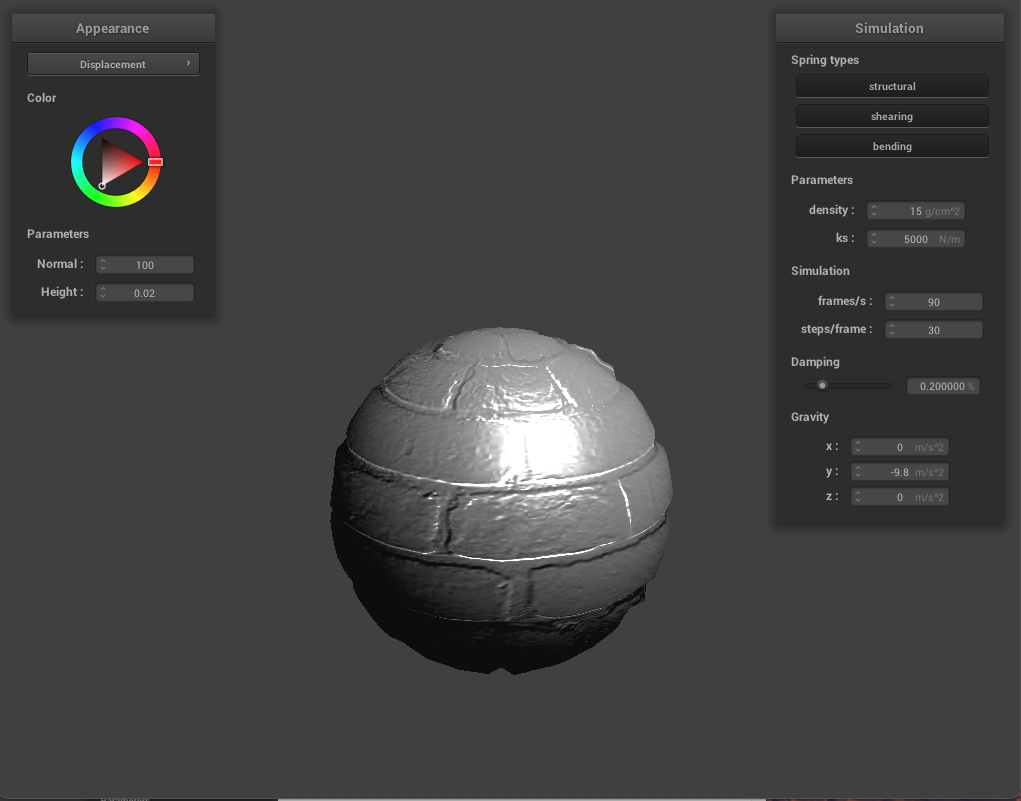 Appearance
Displacement
Color
Parameters
Normal : 100
Height : 0.02
Simulation
Spring types
structural
shearing
bending
Parameters
density : 15 g/cm^2
ks : 5000 N/m
Simulation
frames/s : 90
steps/frame : 30
Damping
0.200000 %
Gravity
x : 0 m/s^2
y : -9.8 m/s^2
z : 0 m/s^2